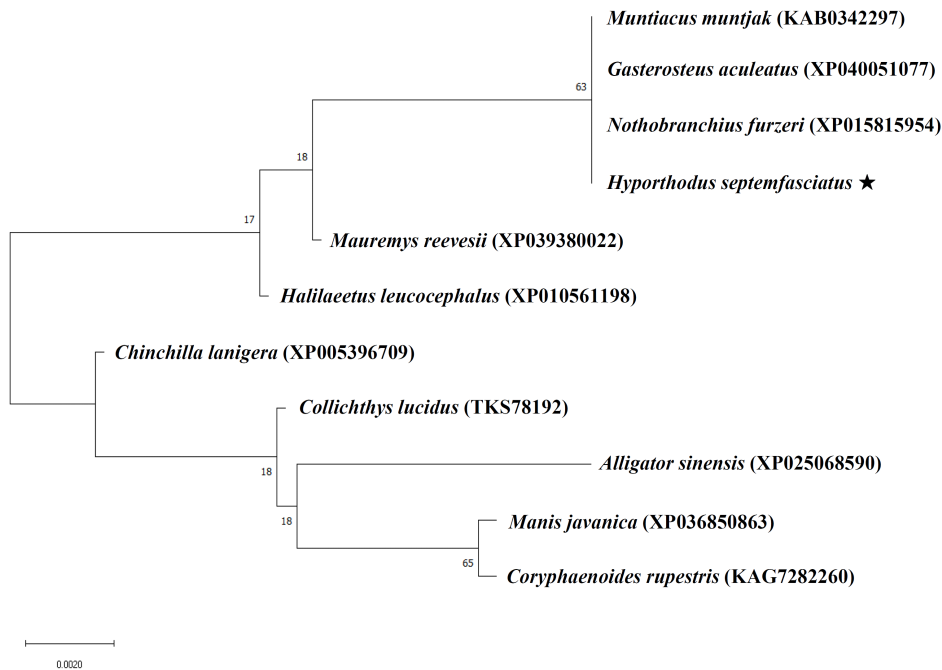 Muntiacus muntjak (KAB0342297)
Gasterosteus aculeatus (XP040051077)
63
Nothobranchius furzeri (XP015815954)
18
Hyporthodus septemfasciatus ★
17
Mauremys reevesii (XP039380022)
Halilaeetus leucocephalus (XP010561198)
Chinchilla lanigera (XP005396709)
Collichthys lucidus (TKS78192)
18
Alligator sinensis (XP025068590)
18
Manis javanica (XP036850863)
65
Coryphaenoides rupestris (KAG7282260)
0.0020